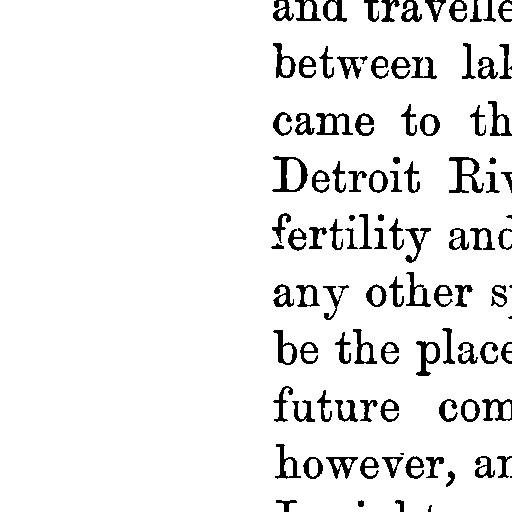 and travelle
between lak
came to th
Detroit Riv
fertility and
any other sp
be the place
future com
however, an